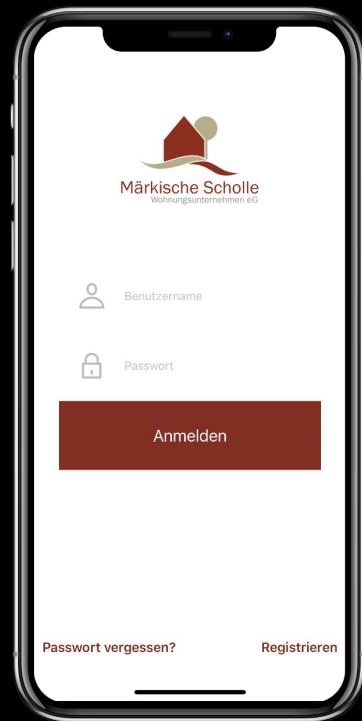 Märkische Scholle
Wohnungsunternehmen eG
Benutzername
Passwort
Anmelden
Passwort vergessen?
Registrieren